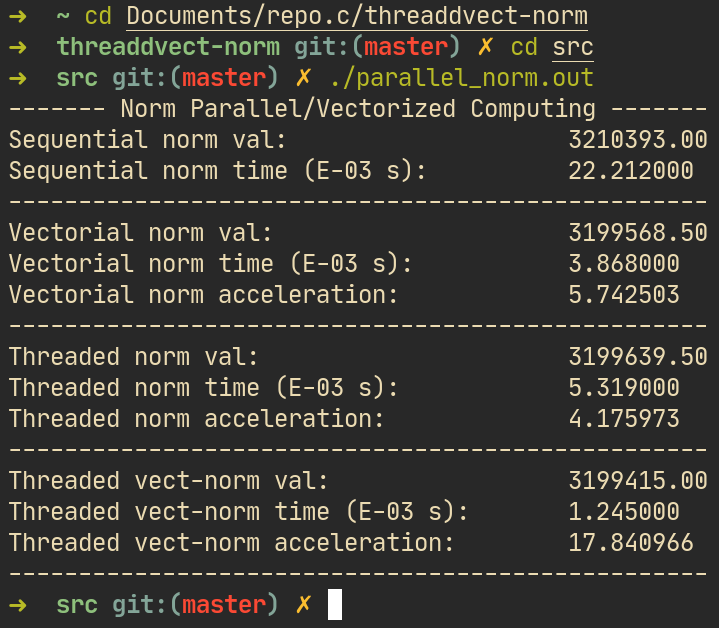 ➜  ~ cd Documents/repo.c/threaddvect-norm
➜  threaddvect-norm git:(master) ✗ cd src
➜  src git:(master) ✗ ./parallel_norm.out
------- Norm Parallel/Vectorized Computing -------
Sequential norm val:                    3210393.00
Sequential norm time (E-03 s):          22.212000
--------------------------------------------------
Vectorial norm val:                     3199568.50
Vectorial norm time (E-03 s):           3.868000
Vectorial norm acceleration:            5.742503
--------------------------------------------------
Threaded norm val:                      3199639.50
Threaded norm time (E-03 s):            5.319000
Threaded norm acceleration:             4.175973
--------------------------------------------------
Threaded vect-norm val:                 3199415.00
Threaded vect-norm time (E-03 s):       1.245000
Threaded vect-norm acceleration:        17.840966
--------------------------------------------------
➜  src git:(master) ✗